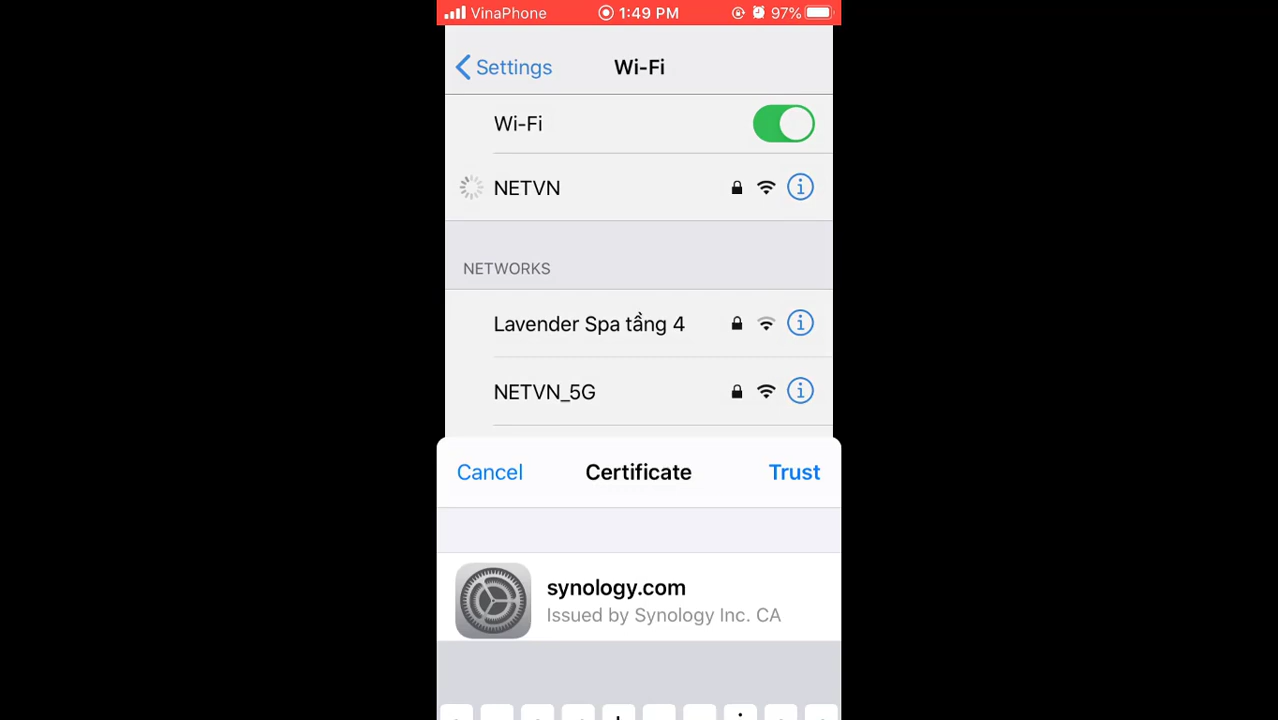 VinaPhone 1:49 PM 97%
Settings Wi-Fi
Wi-Fi
NETVN
NETWORKS
Lavender Spa tầng 4
NETVN_5G
Cancel Certificate Trust
synology.com
Issued by Synology Inc. CA